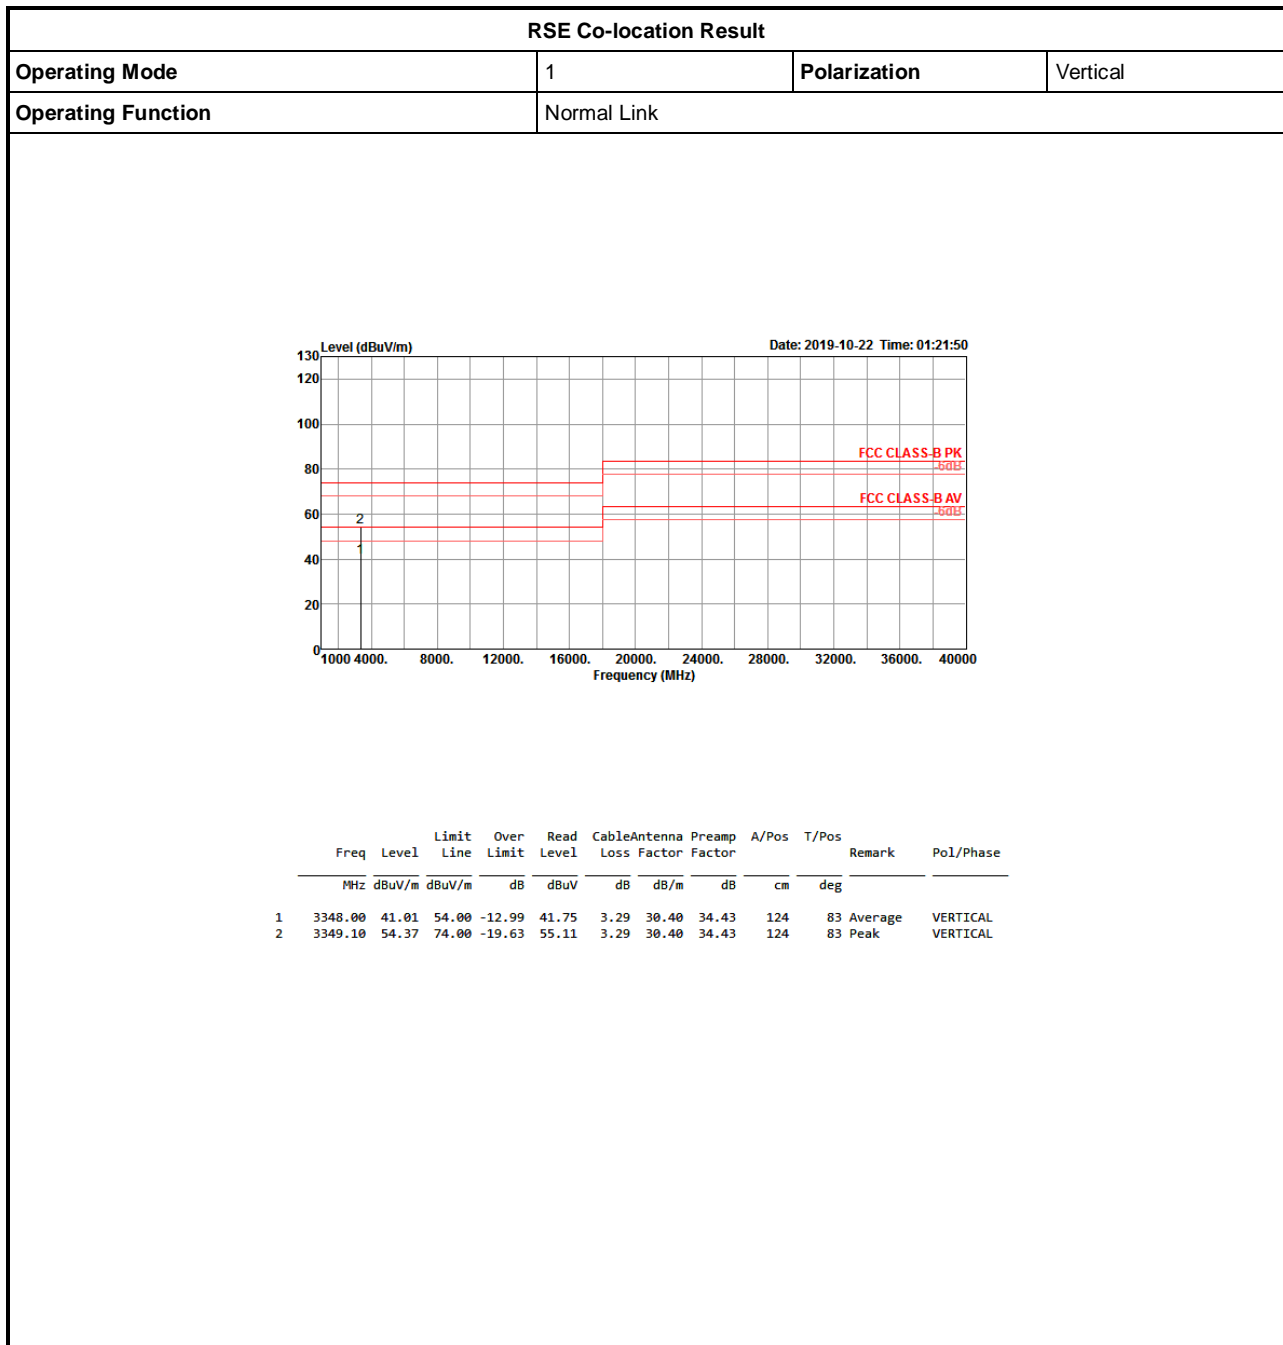 RSE Co-location Result
Operating Mode 1 Polarization Vertical
Operating Function Normal Link
Level (dBuV/m) Date: 2019-10-22 Time: 01:21:50
130
120
100
FCC CLASS-B PK
80 -6dB
FCC CLASS-B AV
60 2 -6dB
1
40
20
0
1000 4000. 8000. 12000. 16000. 20000. 24000. 28000. 32000. 36000. 40000
Frequency (MHz)
Limit Over Read CableAntenna Preamp A/Pos T/Pos
Freq Level Line Limit Level Loss Factor Factor Remark Pol/Phase
MHz dBuV/m dBuV/m dB dBuV dB dB/m dB cm deg
1 3348.00 41.01 54.00 -12.99 41.75 3.29 30.40 34.43 124 83 Average VERTICAL
2 3349.10 54.37 74.00 -19.63 55.11 3.29 30.40 34.43 124 83 Peak VERTICAL